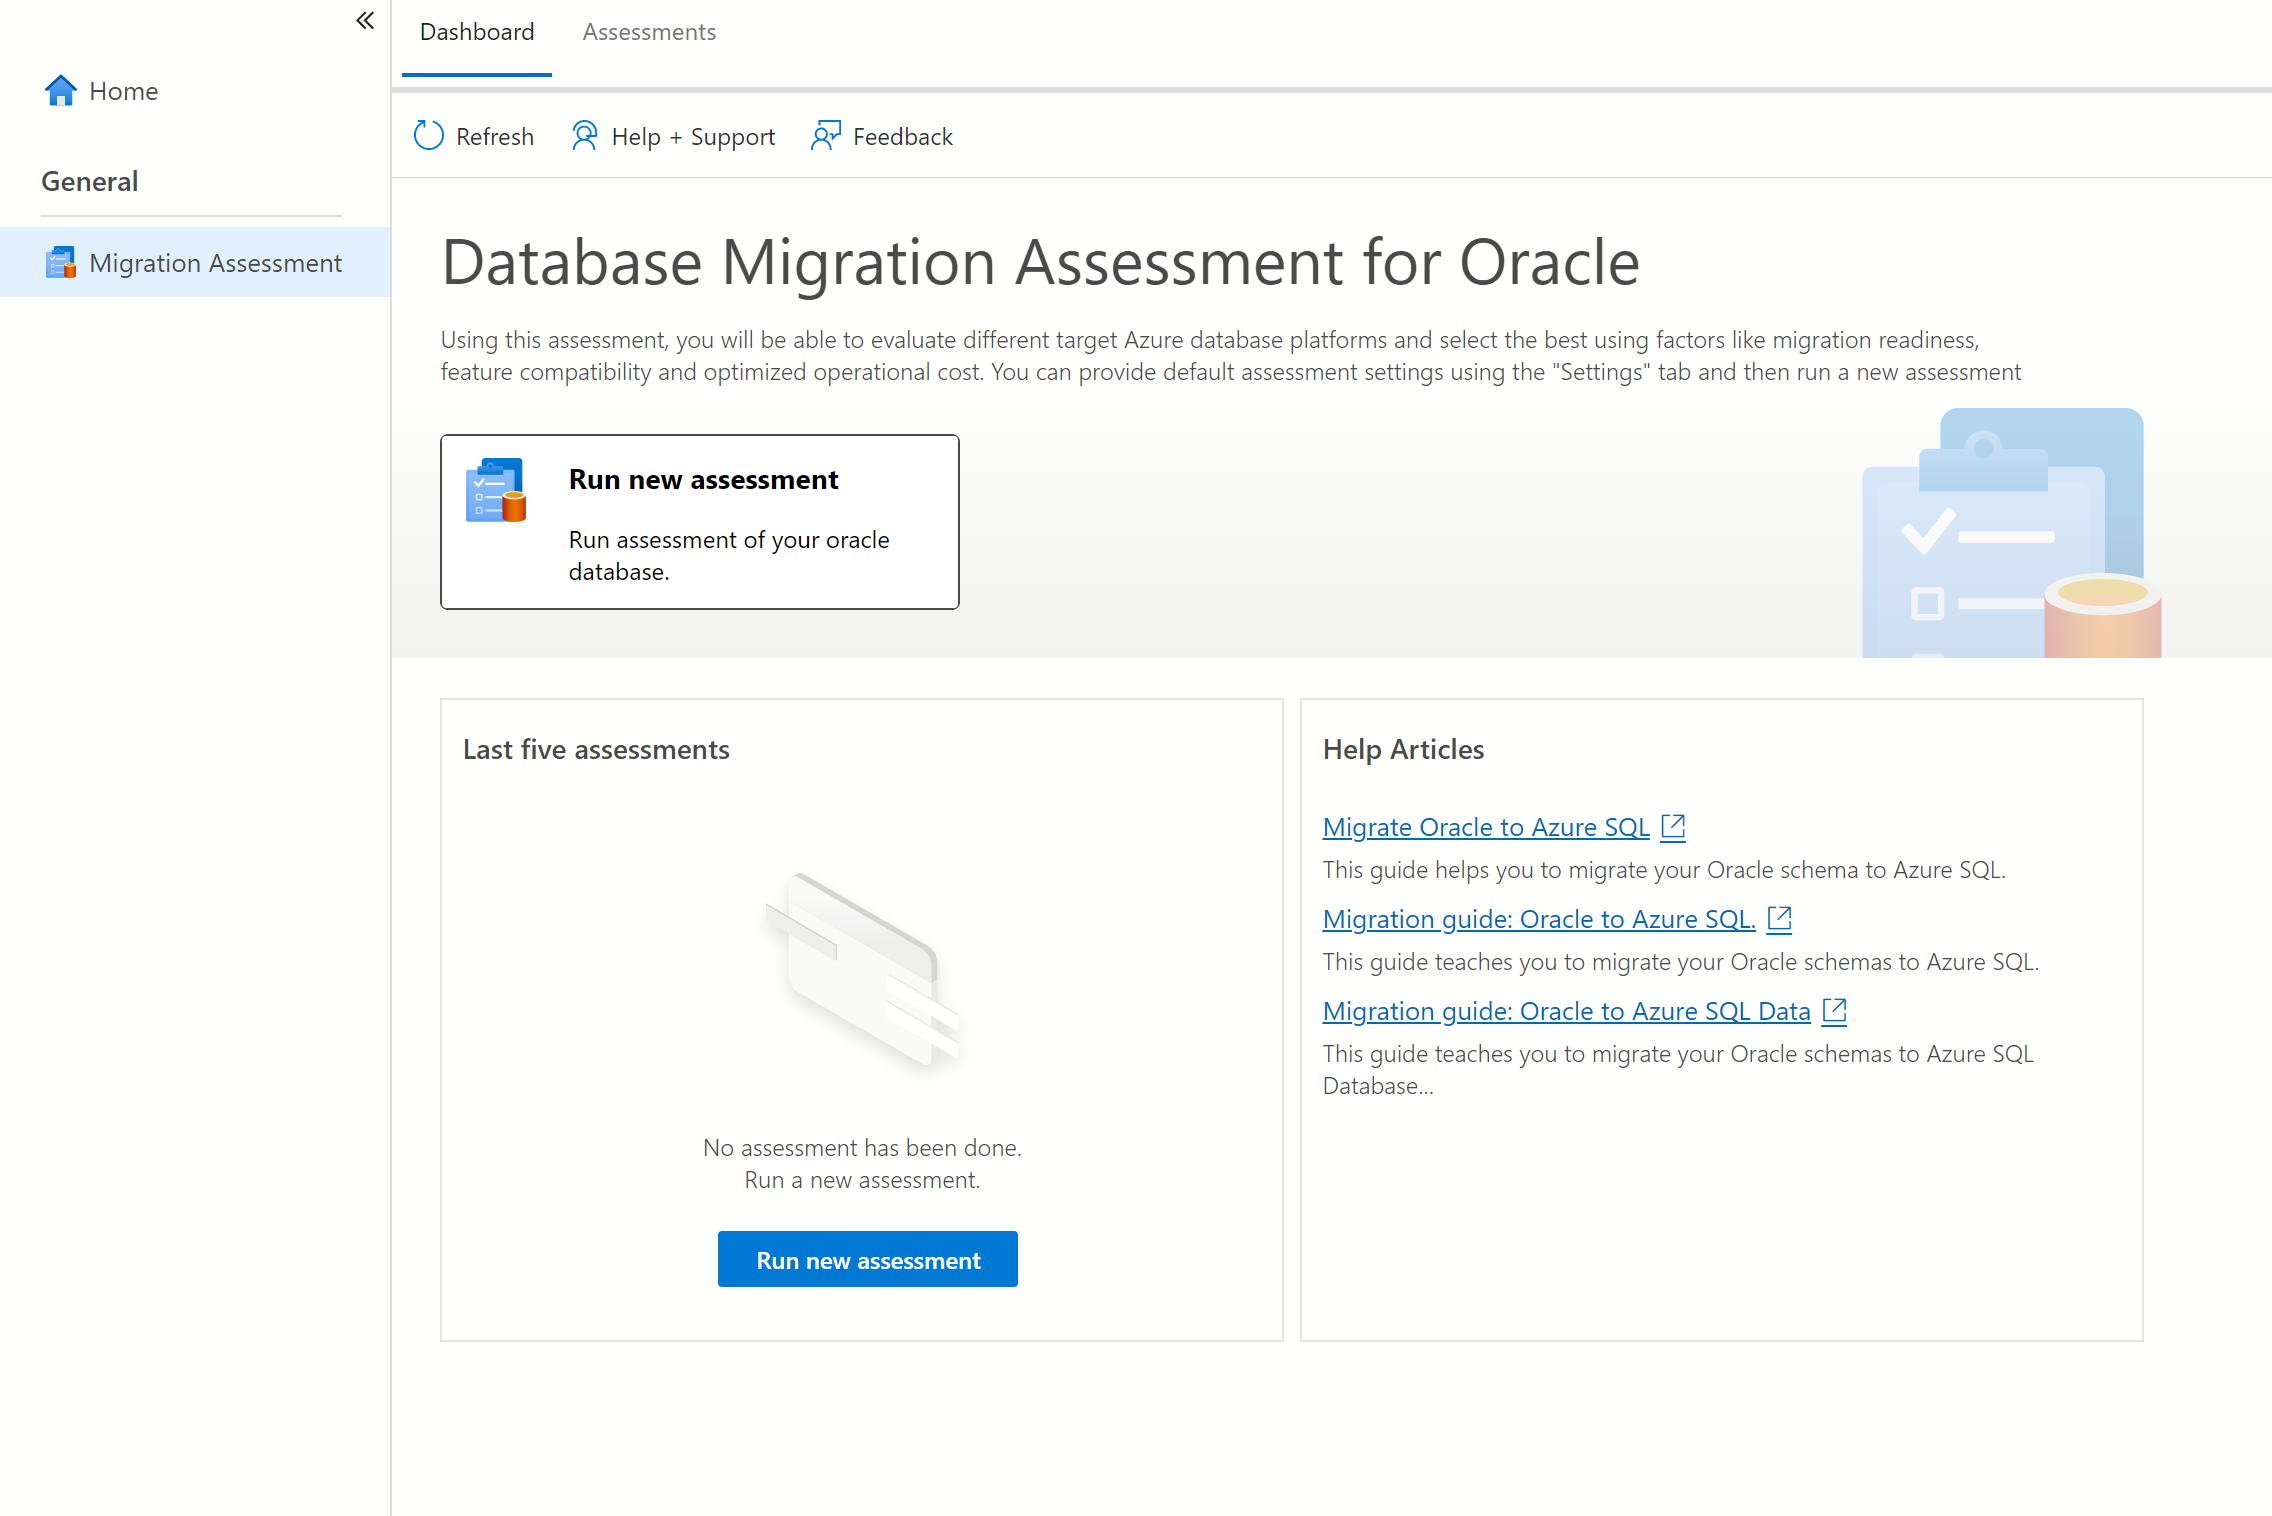 Dashboard
Assessments
Home
Refresh
Help + Support
Feedback
General
Migration Assessment
Database Migration Assessment for Oracle
Using this assessment, you will be able to evaluate different target Azure database platforms and select the best using factors like migration readiness,
feature compatibility and optimized operational cost. You can provide default assessment settings using the "Settings" tab and then run a new assessment
Run new assessment
Run assessment of your oracle
database.
Last five assessments
No assessment has been done.
Run a new assessment.
Run new assessment
Help Articles
Migrate Oracle to Azure SQL
This guide helps you to migrate your Oracle schema to Azure SQL.
Migration guide: Oracle to Azure SQL.
This guide teaches you to migrate your Oracle schemas to Azure SQL.
Migration guide: Oracle to Azure SQL Data
This guide teaches you to migrate your Oracle schemas to Azure SQL
Database...